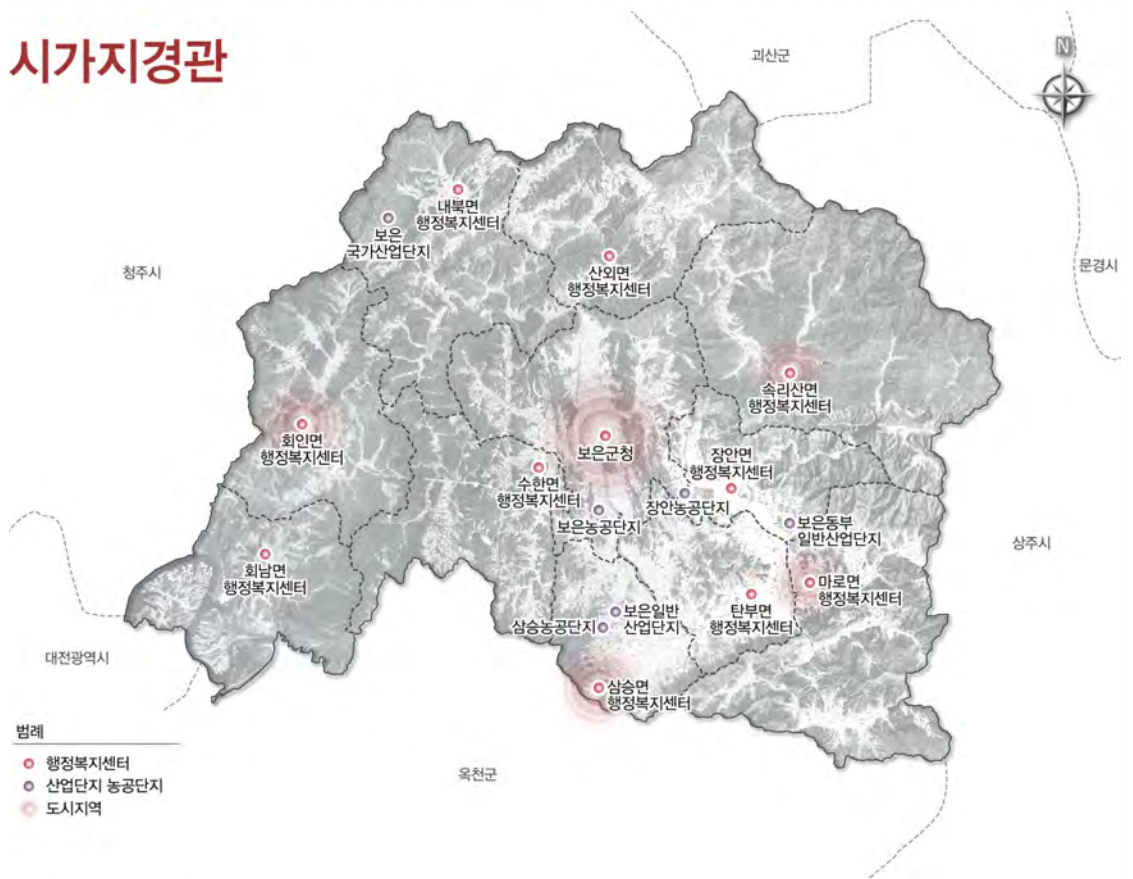 시가지경관
괴산군
N
내북면
행정복지센터
보은
국가산업단지
청주시
산외면
행정복지센터
문경시
속리산면
행정복지센터
회인면
행정복지센터
보은군청
장안면
행정복지센터
수한면
행정복지센터
장안농공단지
보은농공단지
보은동부
일반산업단지
상주시
회남면
행정복지센터
마로면
행정복지센터
탄부면
행정복지센터
보은일반
산업단지
삼승농공단지
대전광역시
삼승면
행정복지센터
범례
행정복지센터
산업단지 농공단지
도시지역
옥천군